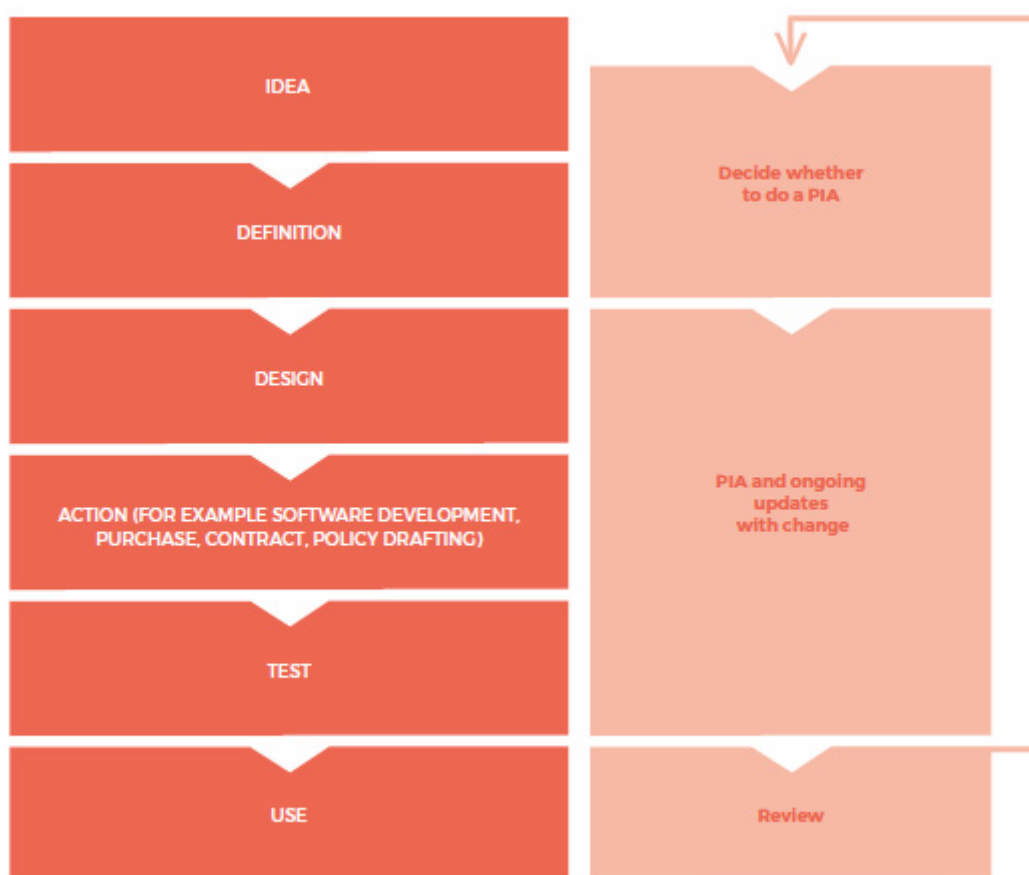 IDEA
DEFINITION
DESIGN
ACTION (FOR EXAMPLE SOFTWARE DEVELOPMENT,
PURCHASE, CONTRACT, POLICY DRAFTING)
TEST
USE
Decide whether
to do a PIA
PIA and ongoing
updates
with change
Review